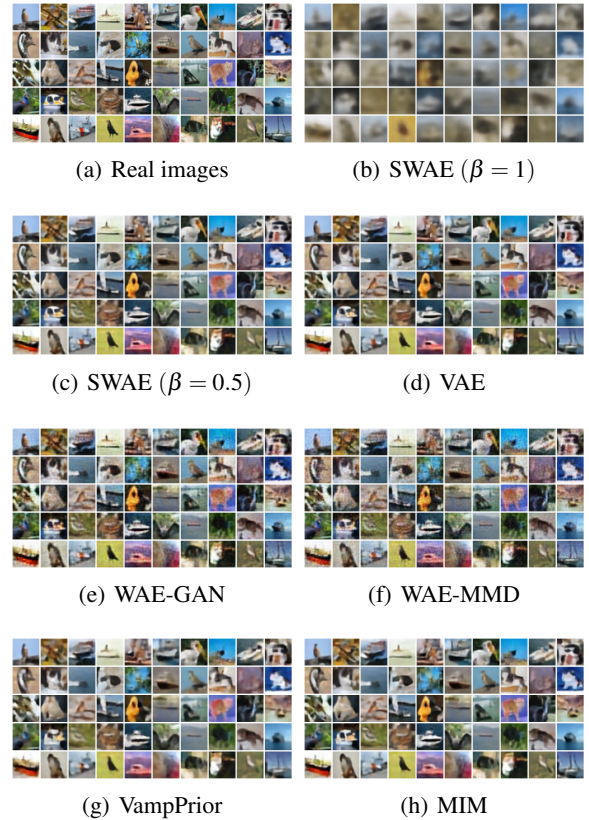 (a) Real images
(b) SWAE (β = 1)
(c) SWAE (β = 0.5)
(d) VAE
(e) WAE-GAN
(f) WAE-MMD
(g) VampPrior
(h) MIM